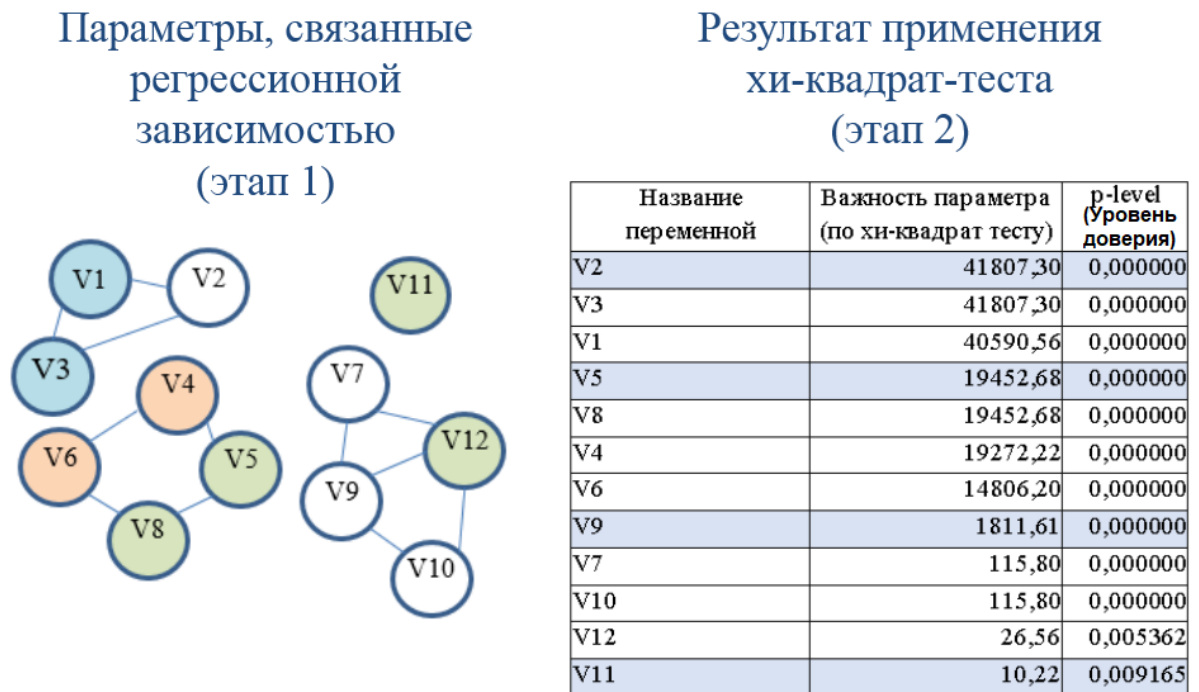 Параметры, связанные
регрессионной
зависимостью
(этап 1)
V1
V2
V3
V4
V6
V5
V8
V11
V7
V12
V9
V10
Результат применения
хи-квадрат-теста
(этап 2)
Название переменной Важность параметра (по хи-квадрат тесту) p-level (Уровень доверия)
V2 41807,30 0,000000
V3 41807,30 0,000000
V1 40590,56 0,000000
V5 19452,68 0,000000
V8 19452,68 0,000000
V4 19272,22 0,000000
V6 14806,20 0,000000
V9 1811,61 0,000000
V7 115,80 0,000000
V10 115,80 0,000000
V12 26,56 0,005362
V11 10,22 0,009165